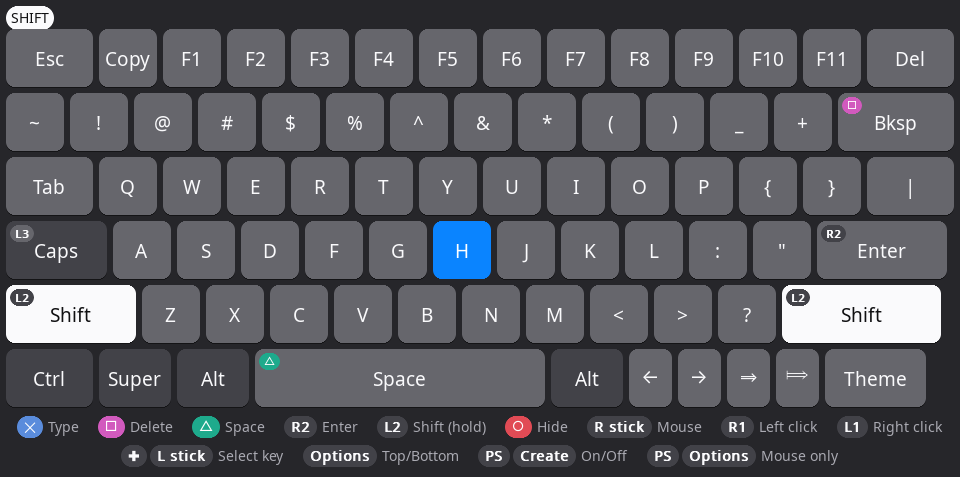 SHIFT
Esc Copy F1 F2 F3 F4 F5 F6 F7 F8 F9 F10 F11 Del
~ ! @ # $ % ^ & * ( ) _ + Bksp
Tab Q W E R T Y U I O P { } |
L3 Caps A S D F G H J K L : " R2 Enter
L2 Shift Z X C V B N M < > ? L2 Shift
Ctrl Super Alt Space Alt ← → ⇒ ⟾ Theme
Type Delete Space R2 Enter L2 Shift (hold) Hide R stick Mouse R1 Left click L1 Right click
L stick Select key Options Top/Bottom PS Create On/Off PS Options Mouse only